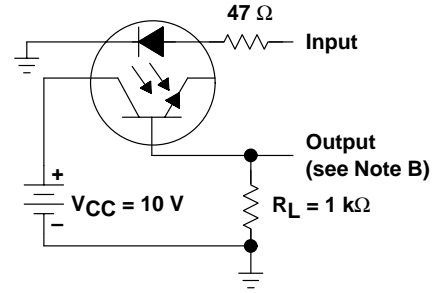 47 Ω
Input
Output
(see Note B)
+
VCC = 10 V
−
RL = 1 kΩ